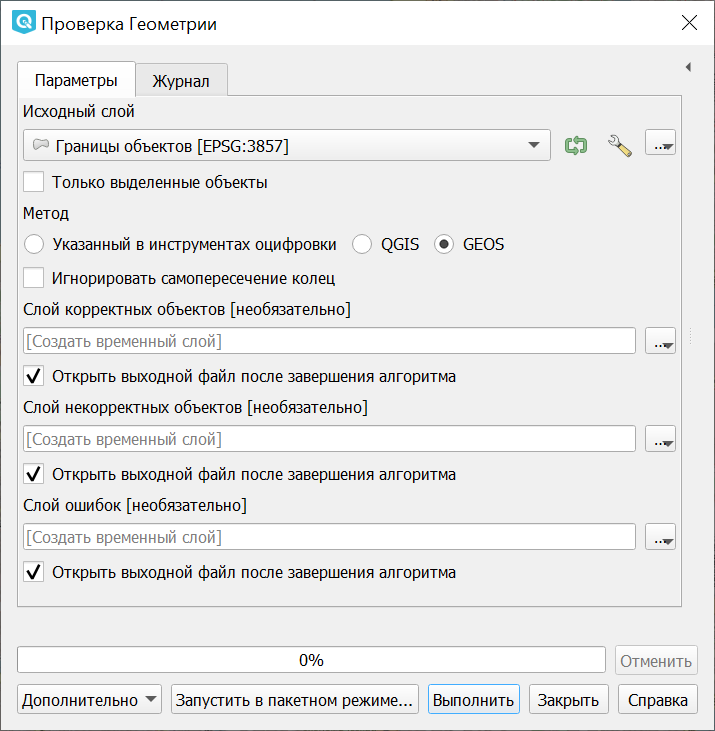 Проверка Геометрии
Параметры
Журнал
Исходный слой
Границы объектов [EPSG:3857]
...
Только выделенные объекты
Метод
Указанный в инструментах оцифровки
QGIS
GEOS
Игнорировать самопересечение колец
Слой корректных объектов [необязательно]
[Создать временный слой]
...
Открыть выходной файл после завершения алгоритма
Слой некорректных объектов [необязательно]
[Создать временный слой]
...
Открыть выходной файл после завершения алгоритма
Слой ошибок [необязательно]
[Создать временный слой]
...
Открыть выходной файл после завершения алгоритма
0%
Отменить
Дополнительно
Запустить в пакетном режиме...
Выполнить
Закрыть
Справка